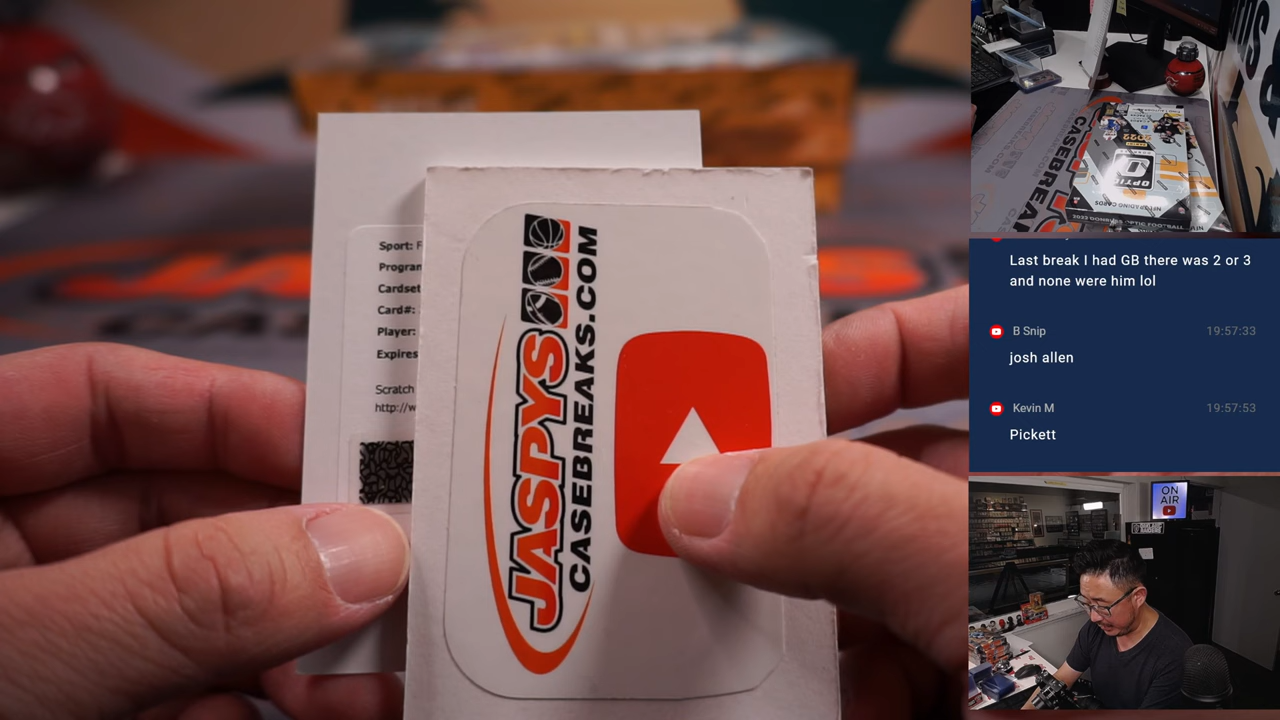 Sport: F
Program
Cardset
Card#:
Player:
Expires
Scratch
http://w
JASPYS
CASEBREAKS.COM
2022
OPTIC
CASEBREA
Last break I had GB there was 2 or 3
and none were him lol
B Snip 19:57:33
josh allen
Kevin M 19:57:53
Pickett
ON
AIR